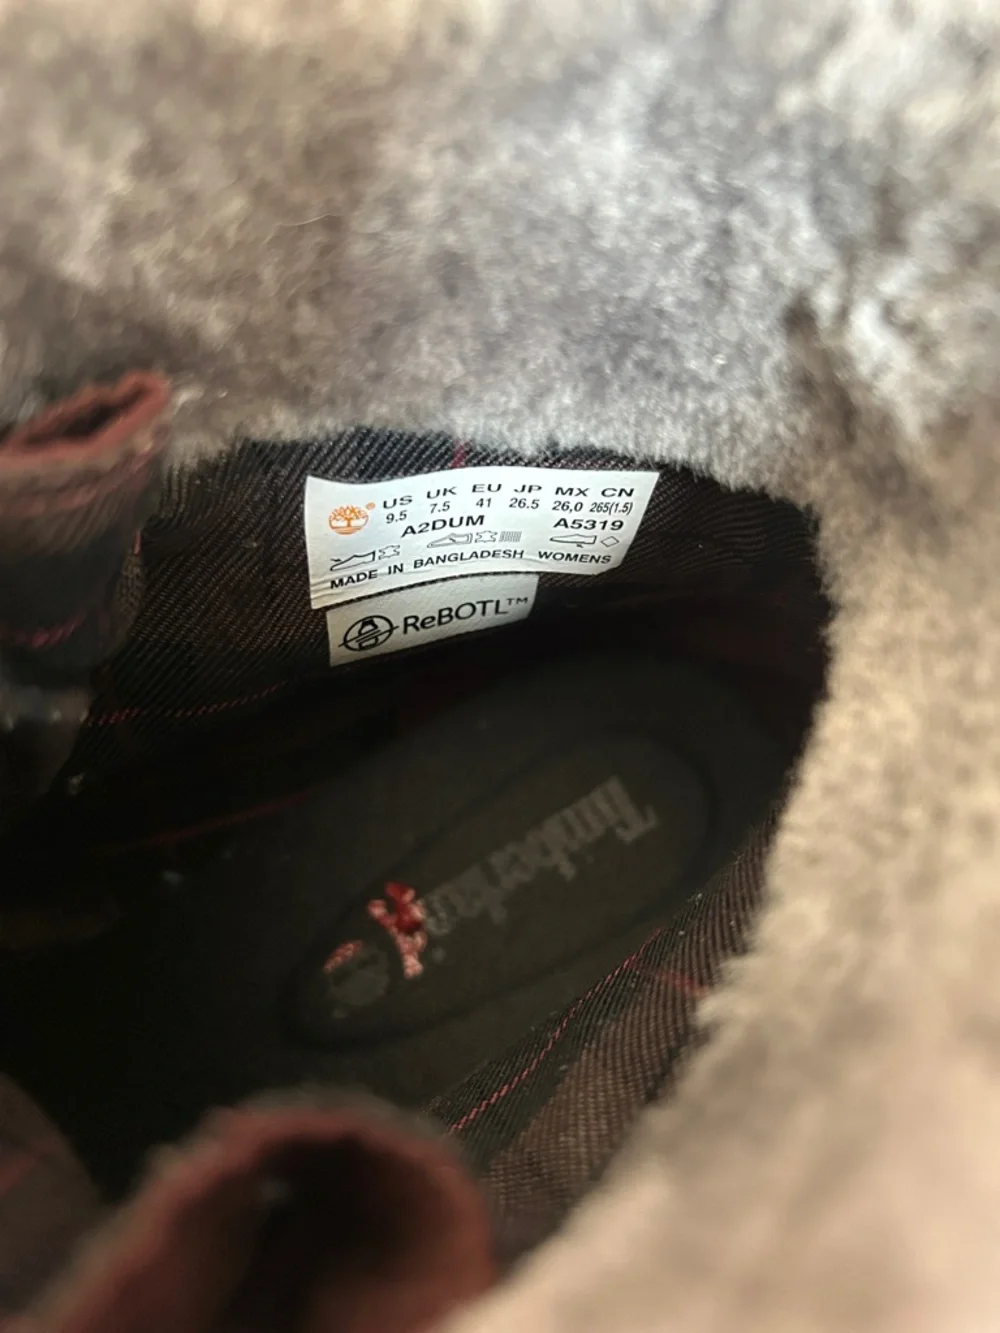 US UK EU JP MX CN
9.5 7.5 41 26.5 26,0 265(1.5)
A2DUM A5319
MADE IN BANGLADESH WOMENS
ReBOTL™
Timberland